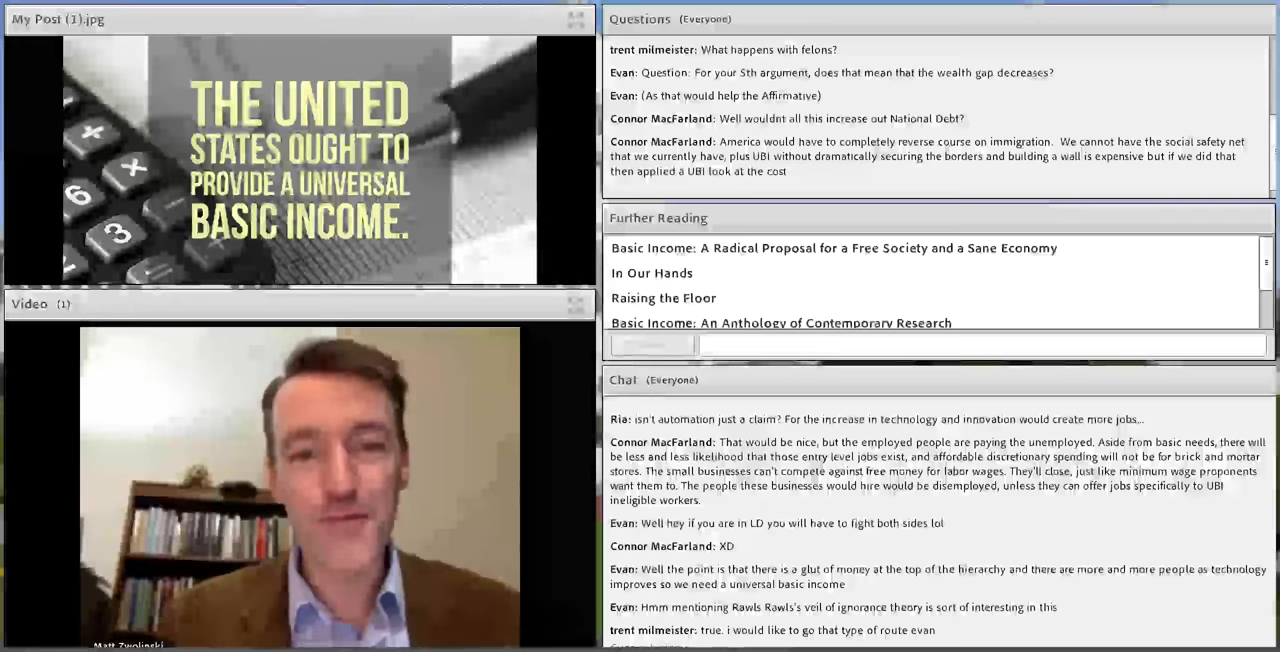 My Post (1).jpg
THE UNITED
STATES OUGHT TO
PROVIDE A UNIVERSAL
BASIC INCOME.
Video (1)
Matt Zwolinski
Questions (Everyone)
trent milmeister: What happens with felons?
Evan: Question: For your 5th argument, does that mean that the wealth gap decreases?
Evan: (As that would help the Affirmative)
Connor MacFarland: Well wouldnt all this increase out National Debt?
Connor MacFarland: America would have to completely reverse course on immigration. We cannot have the social safety net
that we currently have, plus UBI without dramatically securing the borders and building a wall is expensive but if we did that
then applied a UBI look at the cost
Further Reading
Basic Income: A Radical Proposal for a Free Society and a Sane Economy
In Our Hands
Raising the Floor
Basic Income: An Anthology of Contemporary Research
Chat (Everyone)
Ria: isn't automation just a claim? For the increase in technology and innovation would create more jobs...
Connor MacFarland: That would be nice, but the employed people are paying the unemployed. Aside from basic needs, there will
be less and less likelihood that those entry level jobs exist, and affordable discretionary spending will not be for brick and mortar
stores. The small businesses can't compete against free money for labor wages. They'll close, just like minimum wage proponents
want them to. The people these businesses would hire would be disemployed, unless they can offer jobs specifically to UBI
ineligible workers.
Evan: Well hey if you are in LD you will have to fight both sides lol
Connor MacFarland: XD
Evan: Well the point is that there is a glut of money at the top of the hierarchy and there are more and more people as technology
improves so we need a universal basic income
Evan: Hmm mentioning Rawls Rawls's veil of ignorance theory is sort of interesting in this
trent milmeister: true. i would like to go that type of route evan